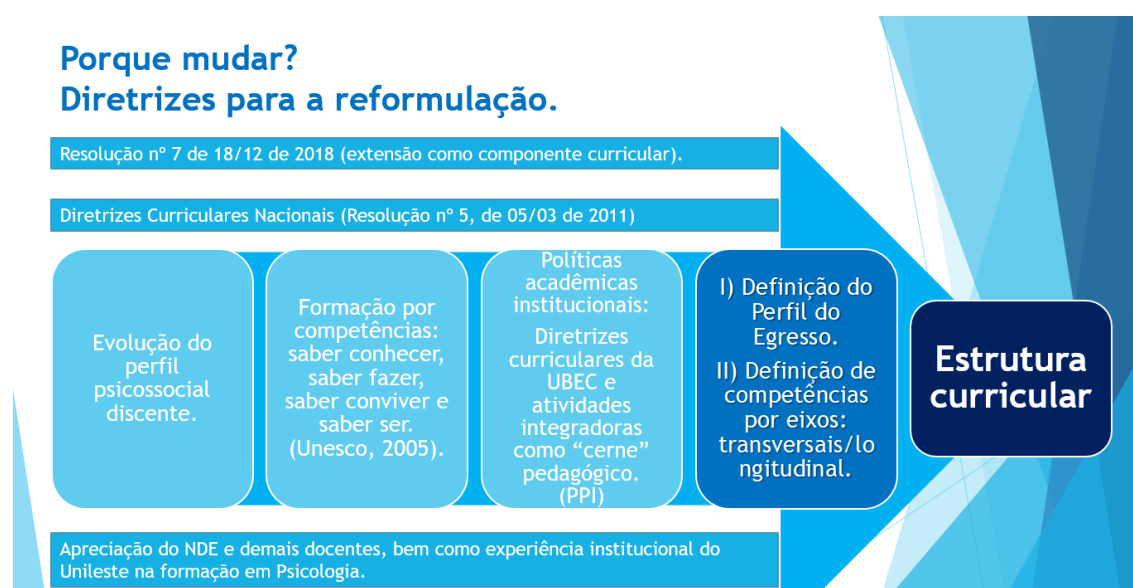 Porque mudar?
Diretrizes para a reformulação.
Resolução nº 7 de 18/12 de 2018 (extensão como componente curricular).
Diretrizes Curriculares Nacionais (Resolução nº 5, de 05/03 de 2011)
Evolução do
perfil
psicossocial
discente.
Formação por
competências:
saber conhecer,
saber fazer,
saber conviver e
saber ser.
(Unesco, 2005).
Políticas
acadêmicas
institucionais:
Diretrizes
curriculares da
UBEC e
atividades
integradoras
como “cerne”
pedagógico.
(PPI)
I) Definição do
Perfil do
Egresso.
II) Definição de
competências
por eixos:
transversais/lo
ngitudinal.
Estrutura
curricular
Apreciação do NDE e demais docentes, bem como experiência institucional do
Unileste na formação em Psicologia.